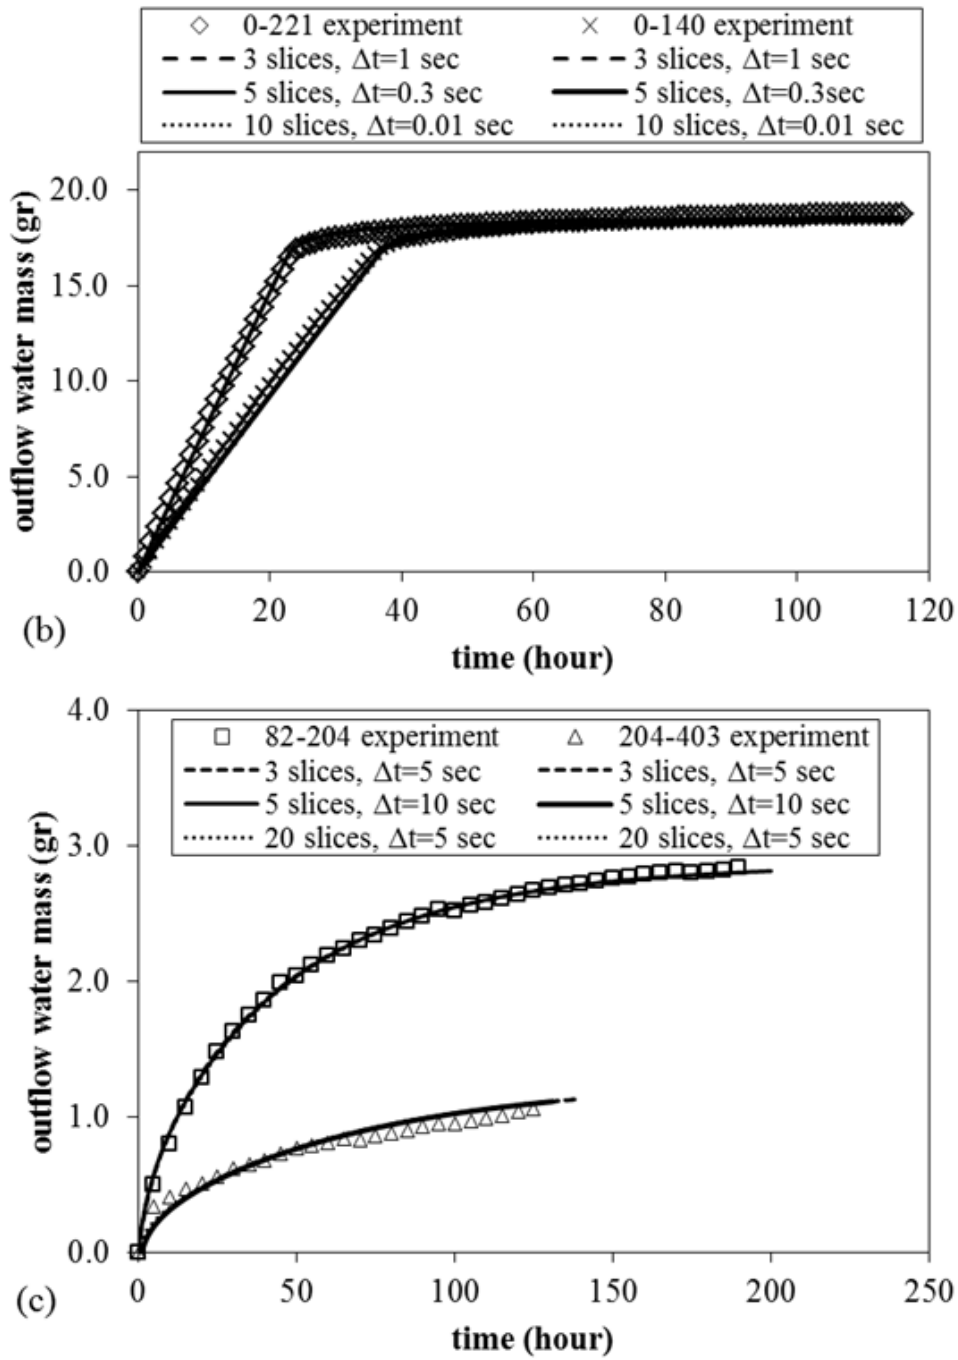 0-221 experiment 0-140 experiment
3 slices, Δt=1 sec 3 slices, Δt=1 sec
5 slices, Δt=0.3 sec 5 slices, Δt=0.3sec
10 slices, Δt=0.01 sec 10 slices, Δt=0.01 sec
outflow water mass (gr)
20.0
15.0
10.0
5.0
0.0
0 20 40 60 80 100 120
(b)
time (hour)
82-204 experiment 204-403 experiment
3 slices, Δt=5 sec 3 slices, Δt=5 sec
5 slices, Δt=10 sec 5 slices, Δt=10 sec
20 slices, Δt=5 sec 20 slices, Δt=5 sec
outflow water mass (gr)
4.0
3.0
2.0
1.0
0.0
0 50 100 150 200 250
(c)
time (hour)